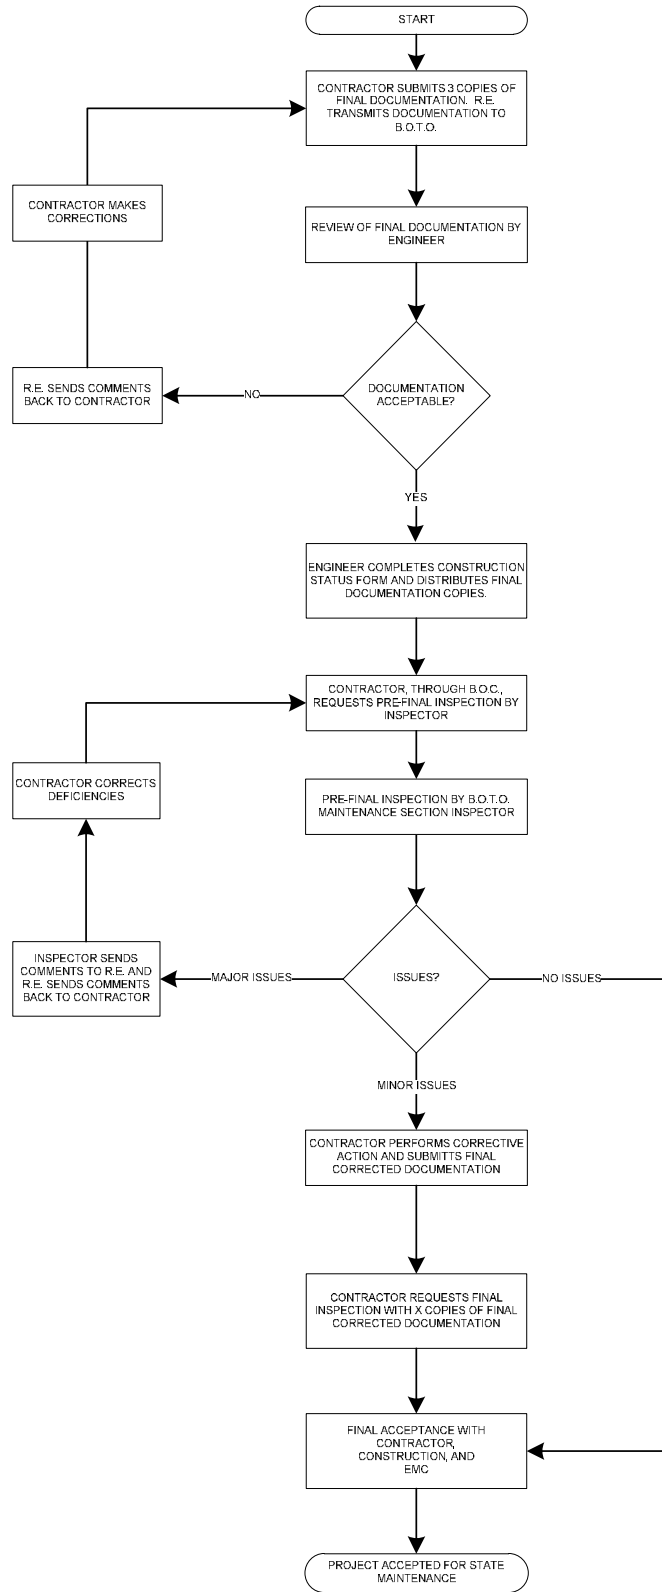 START
CONTRACTOR SUBMITS 3 COPIES OF
FINAL DOCUMENTATION. R.E.
TRANSMITS DOCUMENTATION TO
B.O.T.O.
CONTRACTOR MAKES
CORRECTIONS
REVIEW OF FINAL DOCUMENTATION BY
ENGINEER
R.E. SENDS COMMENTS
BACK TO CONTRACTOR
NO
DOCUMENTATION
ACCEPTABLE?
YES
ENGINEER COMPLETES CONSTRUCTION
STATUS FORM AND DISTRIBUTES FINAL
DOCUMENTATION COPIES.
CONTRACTOR, THROUGH B.O.C.,
REQUESTS PRE-FINAL INSPECTION BY
INSPECTOR
CONTRACTOR CORRECTS
DEFICIENCIES
PRE-FINAL INSPECTION BY B.O.T.O.
MAINTENANCE SECTION INSPECTOR
INSPECTOR SENDS
COMMENTS TO R.E. AND
R.E. SENDS COMMENTS
BACK TO CONTRACTOR
MAJOR ISSUES
ISSUES?
NO ISSUES
MINOR ISSUES
CONTRACTOR PERFORMS CORRECTIVE
ACTION AND SUBMITTS FINAL
CORRECTED DOCUMENTATION
CONTRACTOR REQUESTS FINAL
INSPECTION WITH X COPIES OF FINAL
CORRECTED DOCUMENTATION
FINAL ACCEPTANCE WITH
CONTRACTOR,
CONSTRUCTION, AND
EMC
PROJECT ACCEPTED FOR STATE
MAINTENANCE